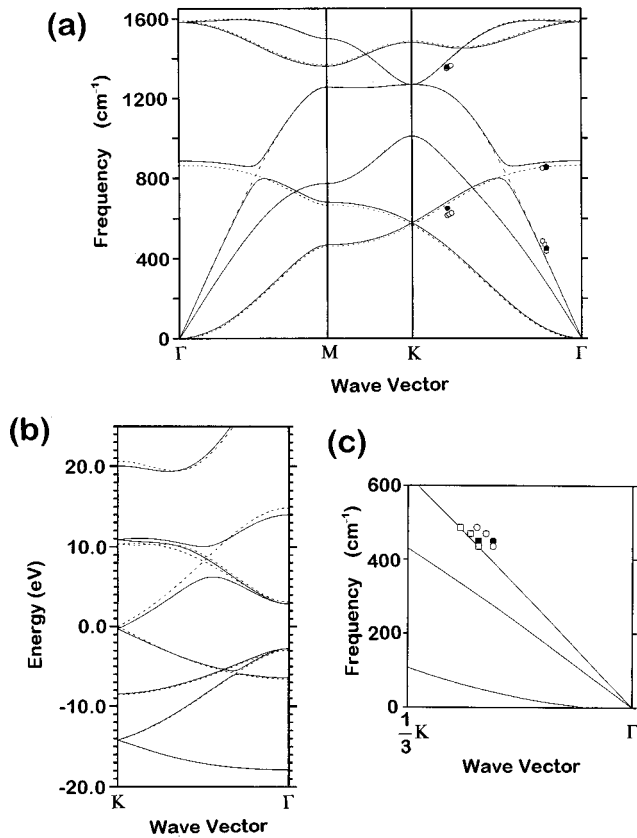 (a)
1600
1200
800
400
0
Frequency (cm⁻¹)
Γ M K Γ
Wave Vector
(b)
20.0
10.0
0.0
-10.0
-20.0
Energy (eV)
K Γ
Wave Vector
(c)
600
400
200
0
Frequency (cm⁻¹)
1/3 K Γ
Wave Vector